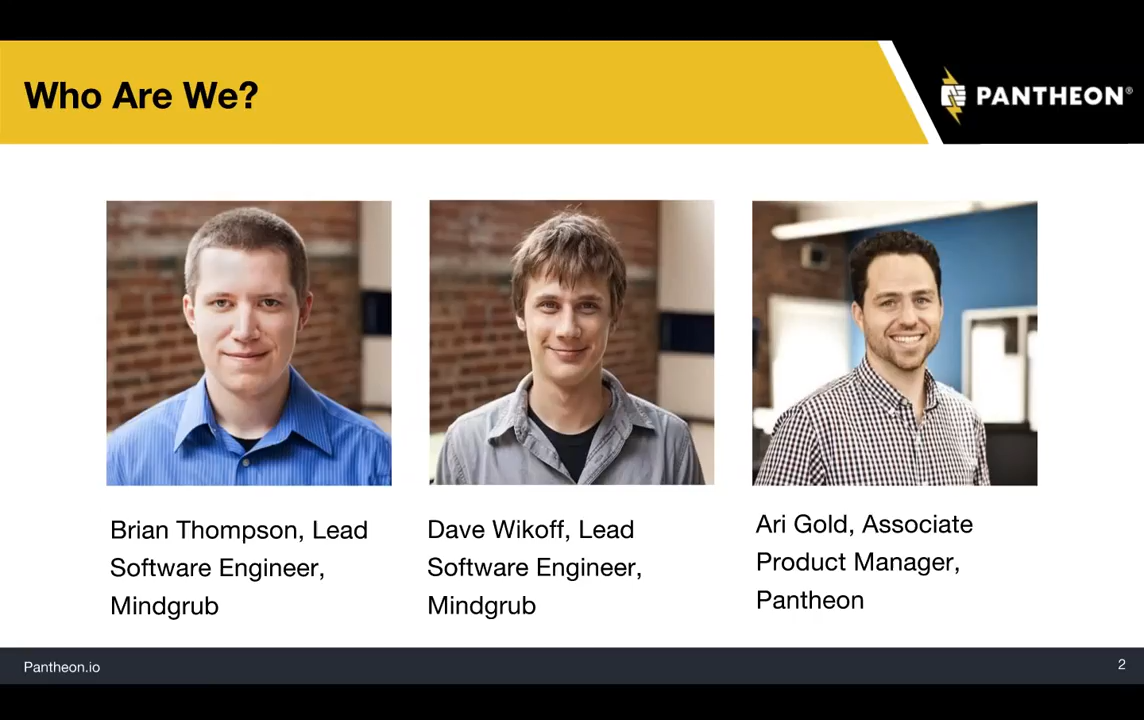 Who Are We?
PANTHEON®
Brian Thompson, Lead
Software Engineer,
Mindgrub
Dave Wikoff, Lead
Software Engineer,
Mindgrub
Ari Gold, Associate
Product Manager,
Pantheon
Pantheon.io
2